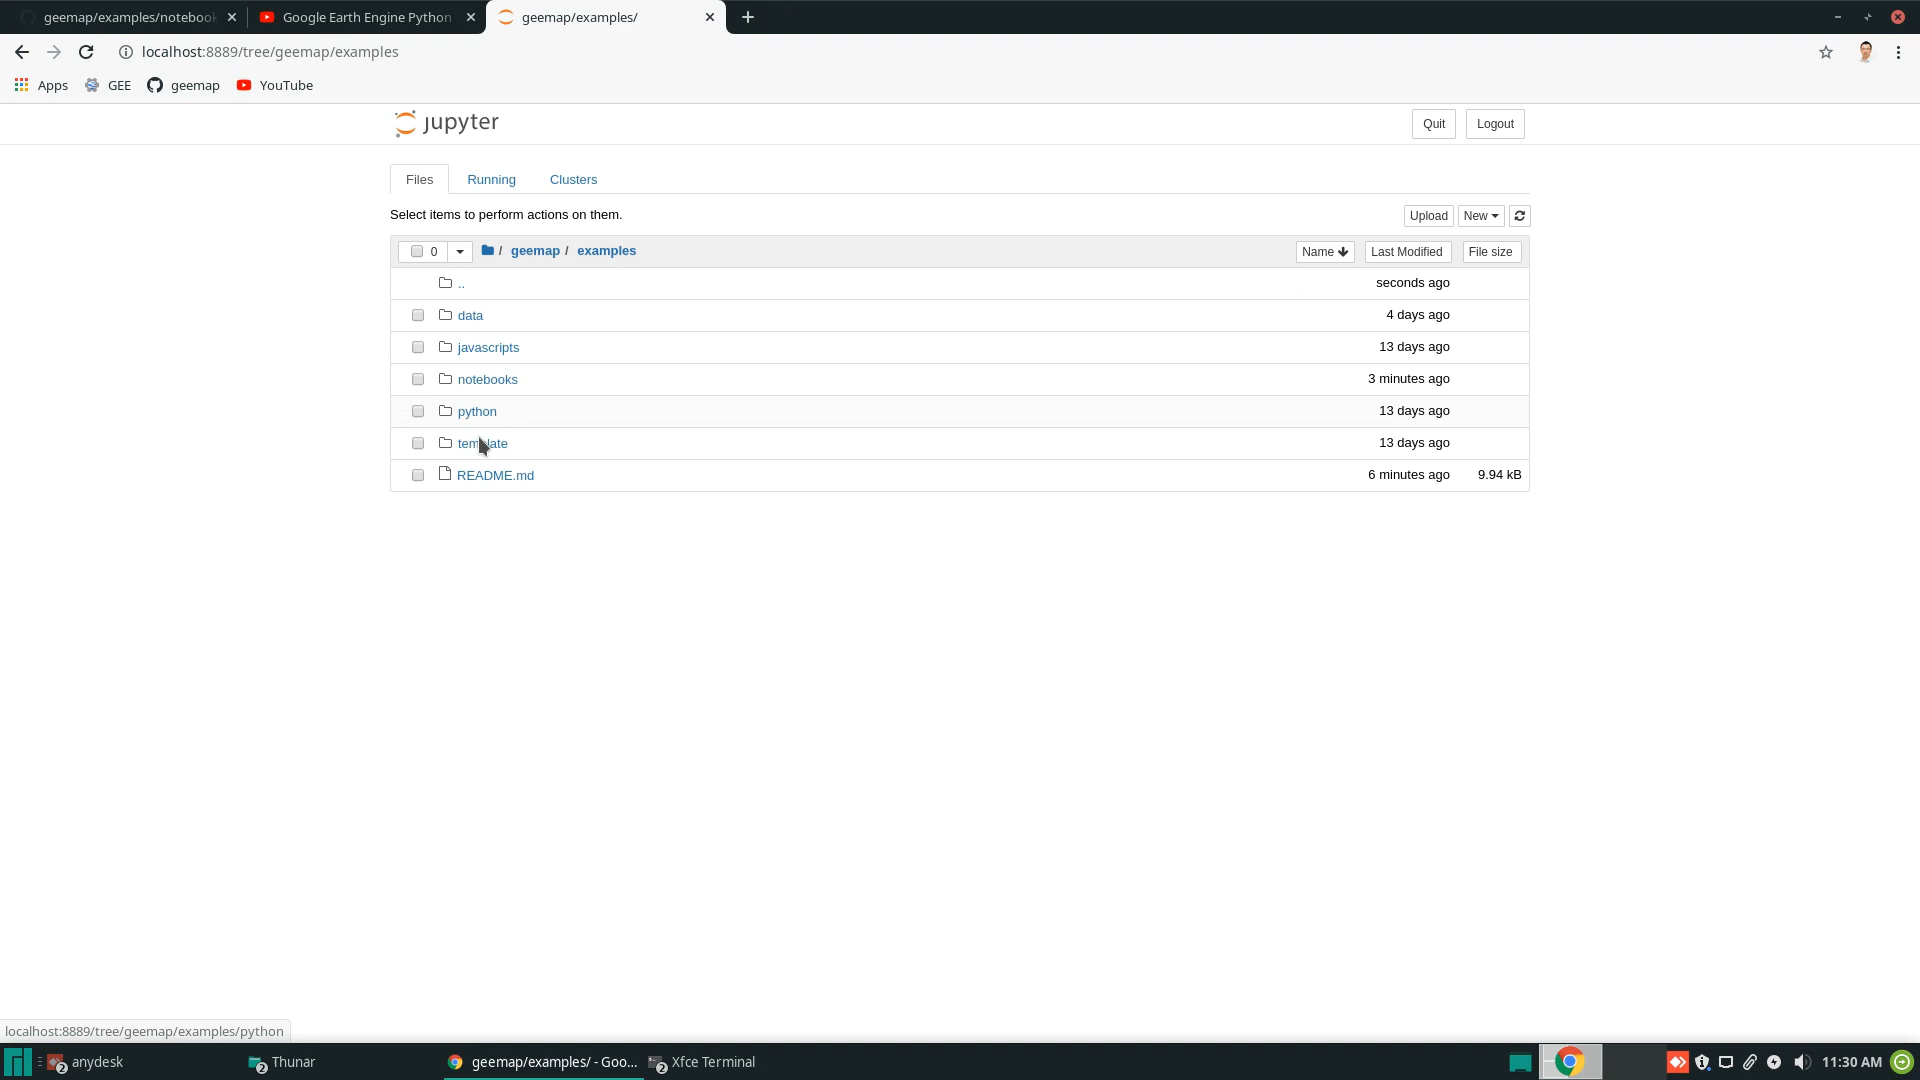 geemap/examples/notebook
Google Earth Engine Python
geemap/examples/
localhost:8889/tree/geemap/examples
Apps
GEE
geemap
YouTube
jupyter
Quit
Logout
Files
Running
Clusters
Select items to perform actions on them.
Upload
New
0
/ geemap / examples
Name
Last Modified
File size
.. seconds ago
data 4 days ago
javascripts 13 days ago
notebooks 3 minutes ago
python 13 days ago
template 13 days ago
README.md 6 minutes ago 9.94 kB
localhost:8889/tree/geemap/examples/python
2 anydesk
2 Thunar
geemap/examples/ - Goo...
2 Xfce Terminal
11:30 AM